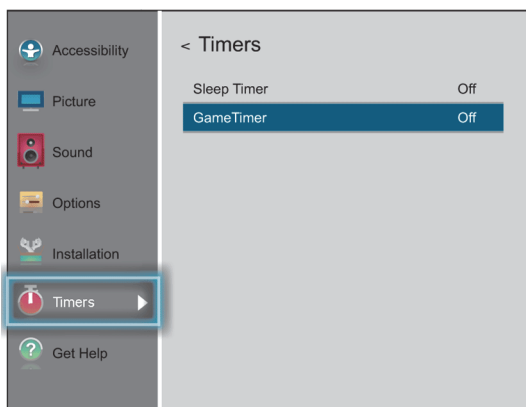 Accessibility
Picture
Sound
Options
Installation
Timers
? Get Help
< Timers
Sleep Timer Off
GameTimer Off